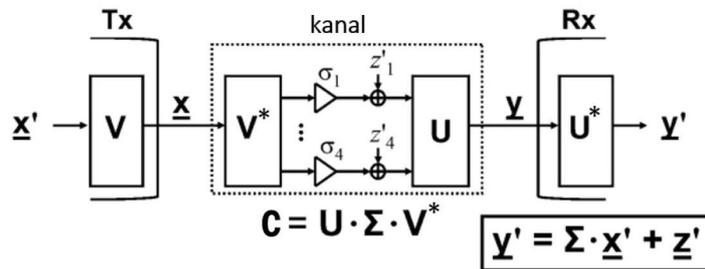 Tx kanal Rx
σ1 z'1 σ4 z'4
x' V x V* ... U y U* y'
C = U·Σ·V*
y' = Σ·x' + z'